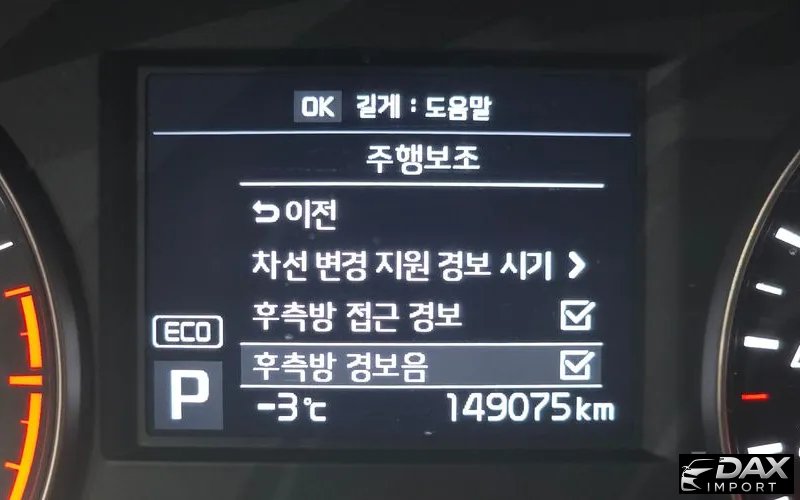 OK 길게 : 도움말
주행보조
이전
차선 변경 지원 경보 시기
후측방 접근 경보
ECO
후측방 경보음
P
-3℃ 149075km
DAX
IMPORT